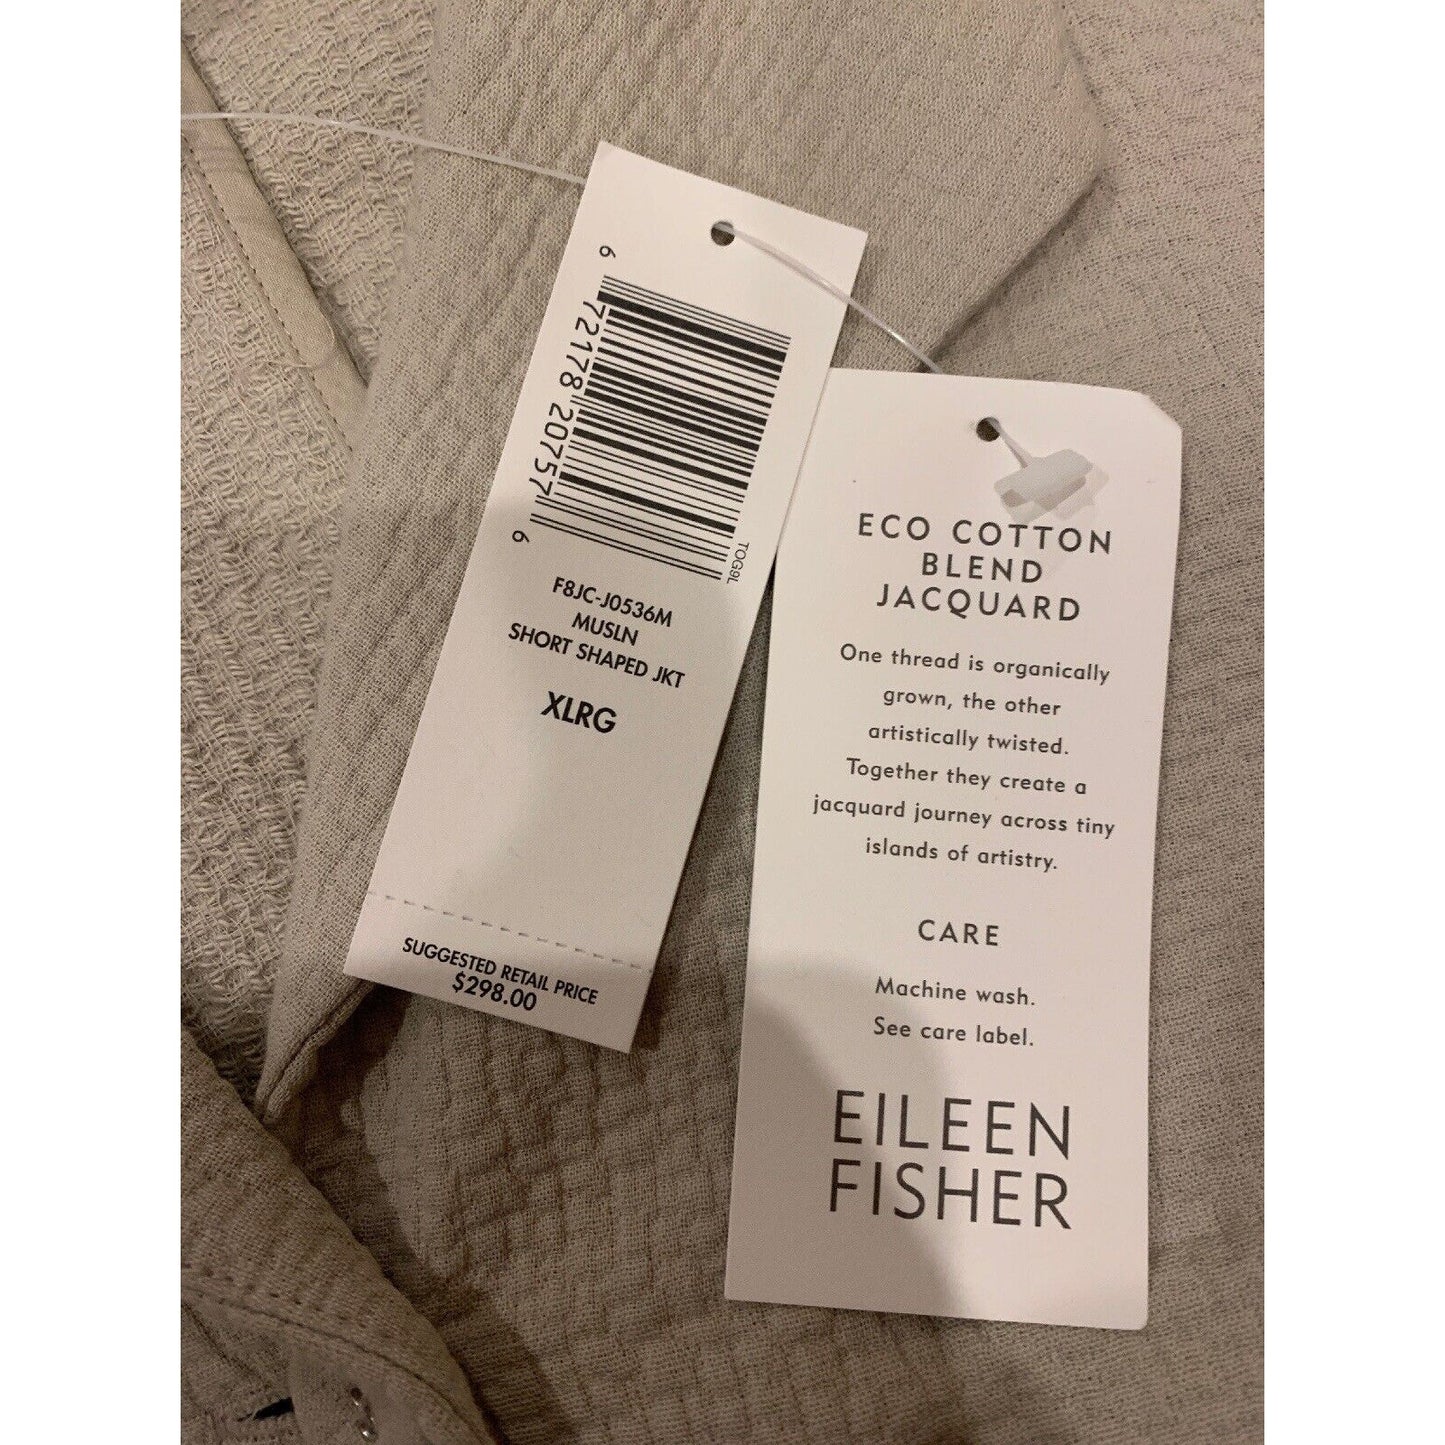 6
72178 20757
6
TOG9L
F8JC-J0536M
MUSLN
SHORT SHAPED JKT
XLRG
SUGGESTED RETAIL PRICE
$298.00
ECO COTTON
BLEND
JACQUARD
One thread is organically
grown, the other
artistically twisted.
Together they create a
jacquard journey across tiny
islands of artistry.
CARE
Machine wash.
See care label.
EILEEN
FISHER